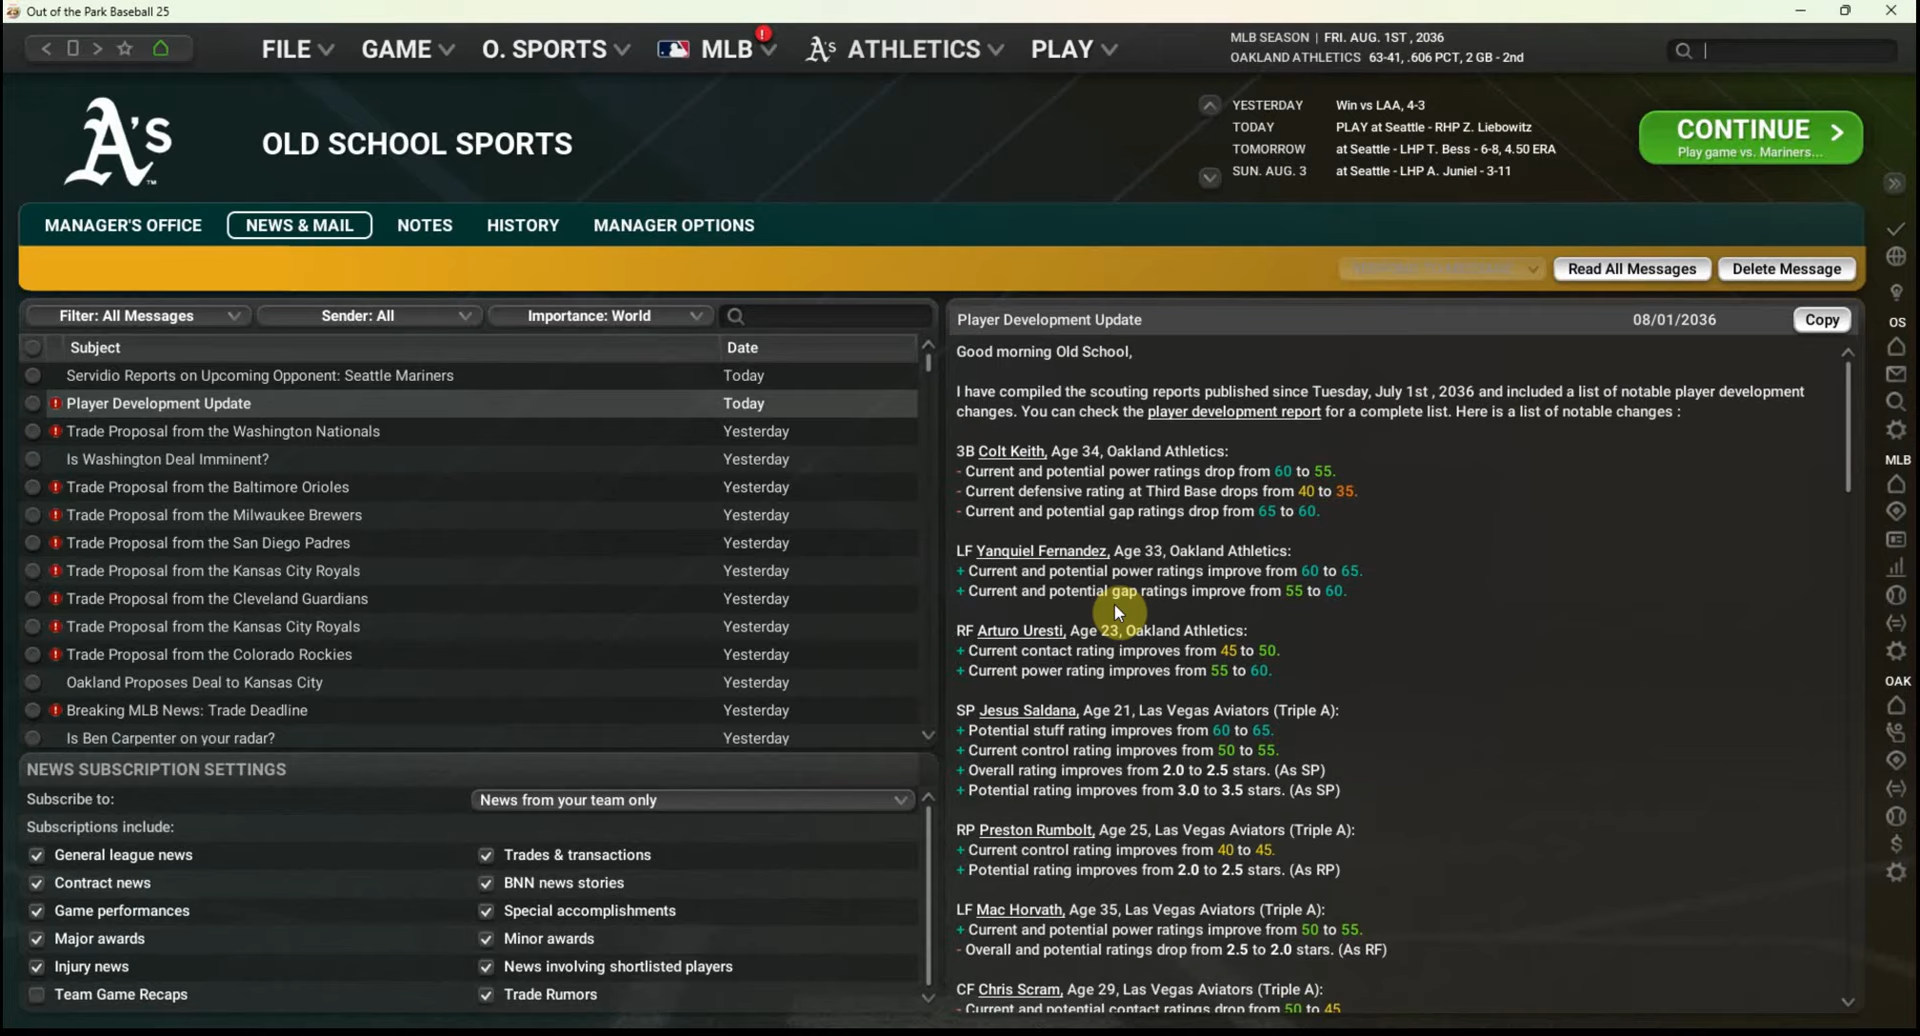 Out of the Park Baseball 25
FILE
GAME
O. SPORTS
MLB
A's ATHLETICS
PLAY
MLB SEASON | FRI. AUG. 1ST , 2036
OAKLAND ATHLETICS 63-41, .606 PCT, 2 GB - 2nd
A's
OLD SCHOOL SPORTS
YESTERDAY Win vs LAA, 4-3
TODAY PLAY at Seattle - RHP Z. Liebowitz
TOMORROW at Seattle - LHP T. Bess - 6-8, 4.50 ERA
SUN. AUG. 3 at Seattle - LHP A. Juniel - 3-11
CONTINUE
Play game vs. Mariners...
MANAGER'S OFFICE
NEWS & MAIL
NOTES
HISTORY
MANAGER OPTIONS
Read All Messages
Delete Message
Filter: All Messages
Sender: All
Importance: World
Subject Date
Servidio Reports on Upcoming Opponent: Seattle Mariners Today
Player Development Update Today
Trade Proposal from the Washington Nationals Yesterday
Is Washington Deal Imminent? Yesterday
Trade Proposal from the Baltimore Orioles Yesterday
Trade Proposal from the Milwaukee Brewers Yesterday
Trade Proposal from the San Diego Padres Yesterday
Trade Proposal from the Kansas City Royals Yesterday
Trade Proposal from the Cleveland Guardians Yesterday
Trade Proposal from the Kansas City Royals Yesterday
Trade Proposal from the Colorado Rockies Yesterday
Oakland Proposes Deal to Kansas City Yesterday
Breaking MLB News: Trade Deadline Yesterday
Is Ben Carpenter on your radar? Yesterday
NEWS SUBSCRIPTION SETTINGS
Subscribe to: News from your team only
Subscriptions include:
General league news Trades & transactions
Contract news BNN news stories
Game performances Special accomplishments
Major awards Minor awards
Injury news News involving shortlisted players
Team Game Recaps Trade Rumors
Player Development Update 08/01/2036 Copy
Good morning Old School,
I have compiled the scouting reports published since Tuesday, July 1st , 2036 and included a list of notable player development
changes. You can check the player development report for a complete list. Here is a list of notable changes :
3B Colt Keith, Age 34, Oakland Athletics:
- Current and potential power ratings drop from 60 to 55.
- Current defensive rating at Third Base drops from 40 to 35.
- Current and potential gap ratings drop from 65 to 60.
LF Yanquiel Fernandez, Age 33, Oakland Athletics:
+ Current and potential power ratings improve from 60 to 65.
+ Current and potential gap ratings improve from 55 to 60.
RF Arturo Uresti, Age 23, Oakland Athletics:
+ Current contact rating improves from 45 to 50.
+ Current power rating improves from 55 to 60.
SP Jesus Saldana, Age 21, Las Vegas Aviators (Triple A):
+ Potential stuff rating improves from 60 to 65.
+ Current control rating improves from 50 to 55.
+ Overall rating improves from 2.0 to 2.5 stars. (As SP)
+ Potential rating improves from 3.0 to 3.5 stars. (As SP)
RP Preston Rumbolt, Age 25, Las Vegas Aviators (Triple A):
+ Current control rating improves from 40 to 45.
+ Potential rating improves from 2.0 to 2.5 stars. (As RP)
LF Mac Horvath, Age 35, Las Vegas Aviators (Triple A):
+ Current and potential power ratings improve from 50 to 55.
- Overall and potential ratings drop from 2.5 to 2.0 stars. (As RF)
CF Chris Scram, Age 29, Las Vegas Aviators (Triple A):
- Current and potential contact ratings drop from 50 to 45
OS
MLB
OAK